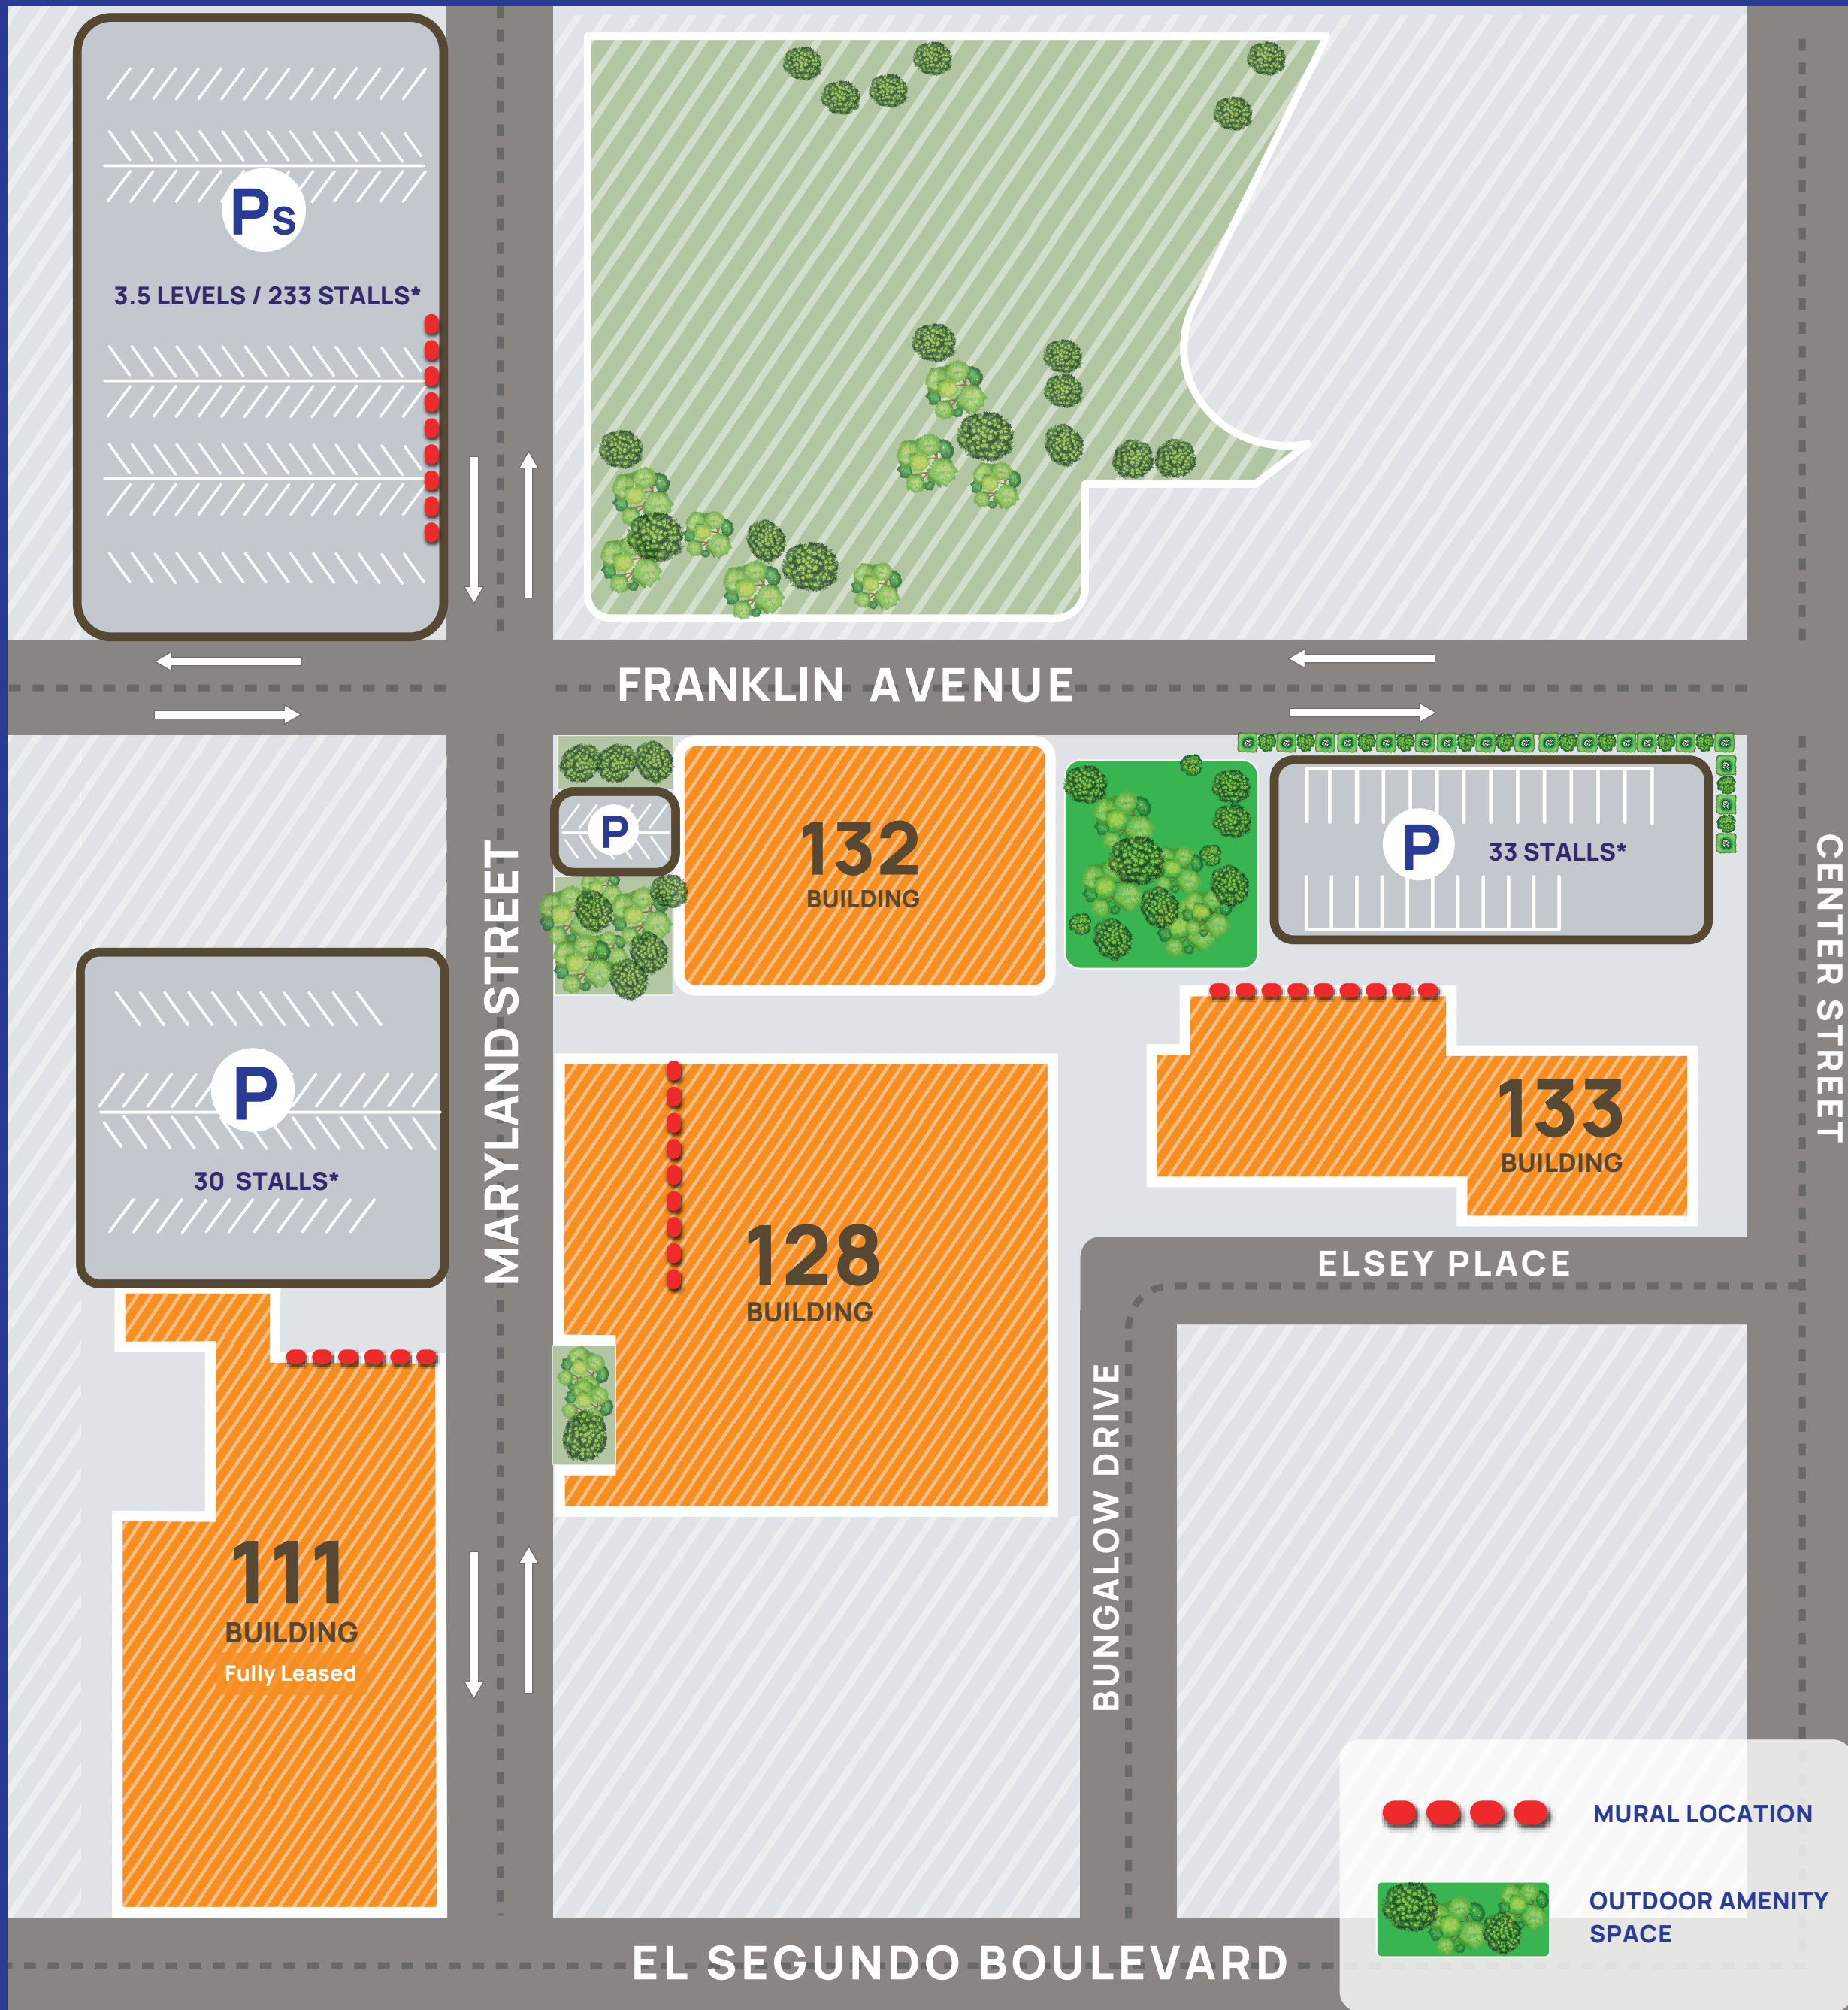 Ps
3.5 LEVELS / 233 STALLS*
FRANKLIN AVENUE
P
132
BUILDING
P
33 STALLS*
CENTER STREET
MARYLAND STREET
P
30 STALLS*
133
BUILDING
128
BUILDING
ELSEY PLACE
BUNGALOW DRIVE
111
BUILDING
Fully Leased
MURAL LOCATION
OUTDOOR AMENITY
SPACE
EL SEGUNDO BOULEVARD